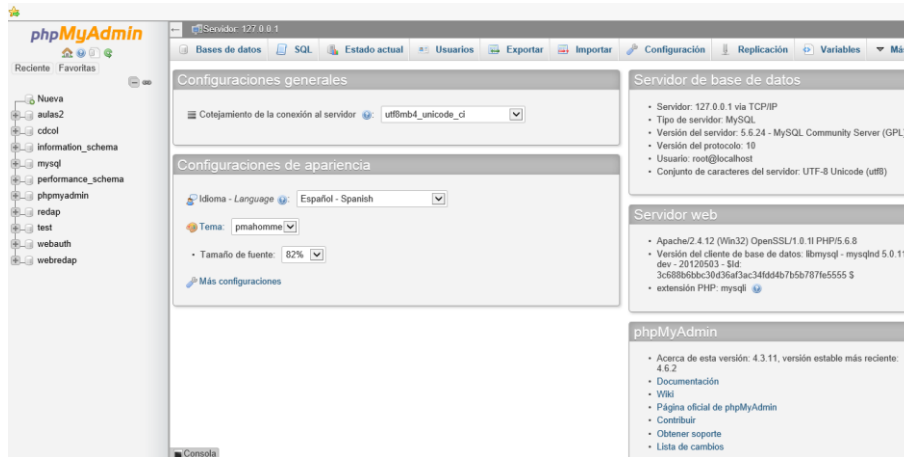 phpMyAdmin
Reciente Favoritas
Nueva
aulas2
cdcol
information_schema
mysql
performance_schema
phpmyadmin
redap
test
webauth
webredap
Servidor: 127.0.0.1
Bases de datos SQL Estado actual Usuarios Exportar Importar Configuración Replicación Variables Más
Configuraciones generales
Cotejamiento de la conexión al servidor : utf8mb4_unicode_ci
Configuraciones de apariencia
Idioma - Language : Español - Spanish
Tema: pmahomme
Tamaño de fuente: 82%
Más configuraciones
Servidor de base de datos
Servidor: 127.0.0.1 via TCP/IP
Tipo de servidor: MySQL
Versión del servidor: 5.6.24 - MySQL Community Server (GPL)
Versión del protocolo: 10
Usuario: root@localhost
Conjunto de caracteres del servidor: UTF-8 Unicode (utf8)
Servidor web
Apache/2.4.12 (Win32) OpenSSL/1.0.1l PHP/5.6.8
Versión del cliente de base de datos: libmysql - mysqlnd 5.0.11-
dev - 20120503 - $Id:
3c688b6bbc30d36af3ac34fdd4b7b5b787fe5555 $
extensión PHP: mysqli
phpMyAdmin
Acerca de esta versión: 4.3.11, versión estable más reciente:
4.6.2
Documentación
Wiki
Página oficial de phpMyAdmin
Contribuir
Obtener soporte
Lista de cambios
Consola